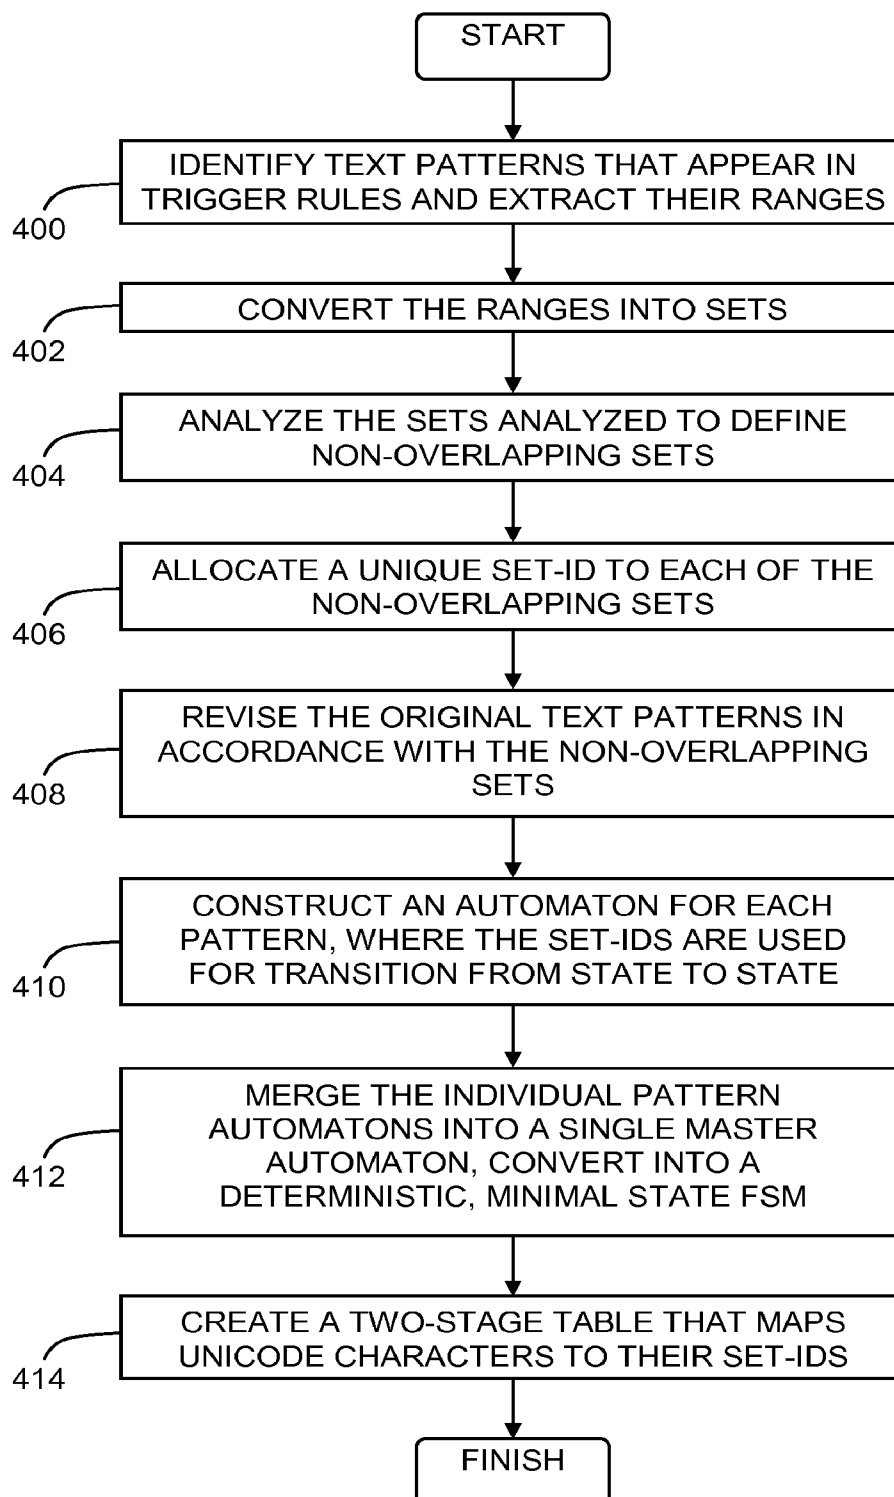 START
IDENTIFY TEXT PATTERNS THAT APPEAR IN
TRIGGER RULES AND EXTRACT THEIR RANGES
400
CONVERT THE RANGES INTO SETS
402
ANALYZE THE SETS ANALYZED TO DEFINE
NON-OVERLAPPING SETS
404
ALLOCATE A UNIQUE SET-ID TO EACH OF THE
NON-OVERLAPPING SETS
406
REVISE THE ORIGINAL TEXT PATTERNS IN
ACCORDANCE WITH THE NON-OVERLAPPING
SETS
408
CONSTRUCT AN AUTOMATON FOR EACH
PATTERN, WHERE THE SET-IDS ARE USED
FOR TRANSITION FROM STATE TO STATE
410
MERGE THE INDIVIDUAL PATTERN
AUTOMATONS INTO A SINGLE MASTER
AUTOMATON, CONVERT INTO A
DETERMINISTIC, MINIMAL STATE FSM
412
CREATE A TWO-STAGE TABLE THAT MAPS
UNICODE CHARACTERS TO THEIR SET-IDS
414
FINISH